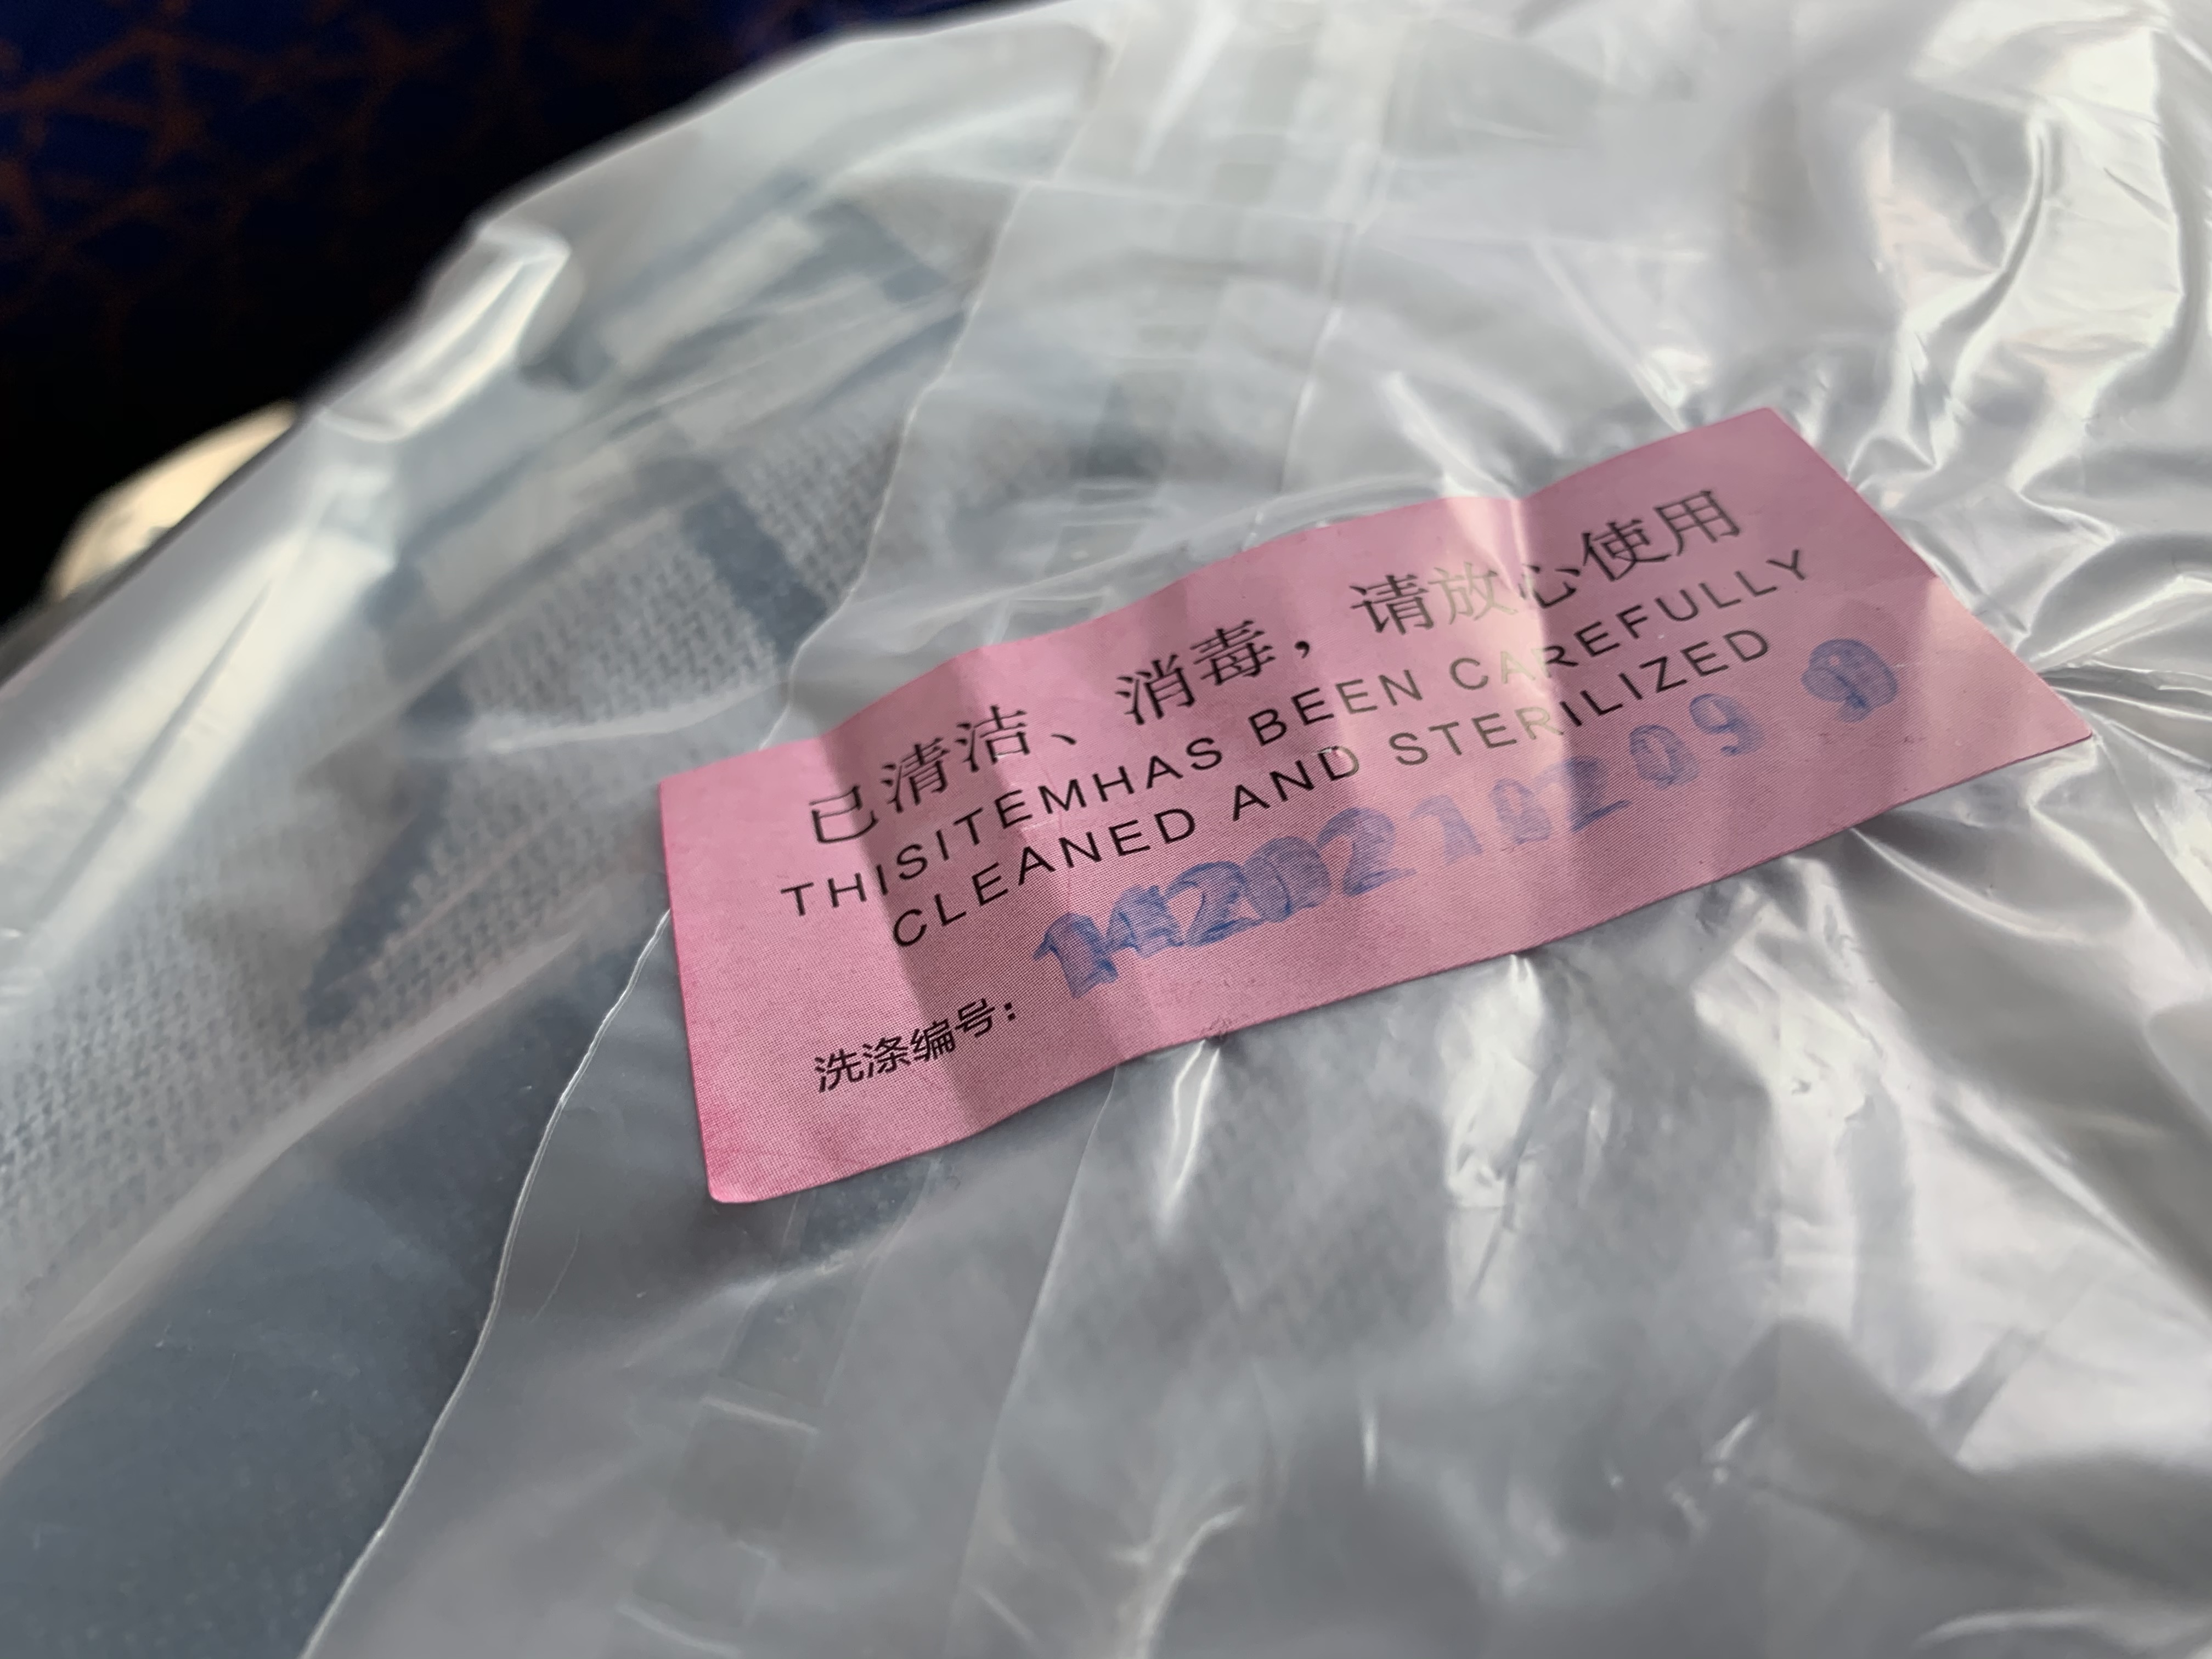 已清洁、消毒，请放心使用
THISITEMHAS BEEN CAREFULLY
CLEANED AND STERILIZED
洗涤编号：